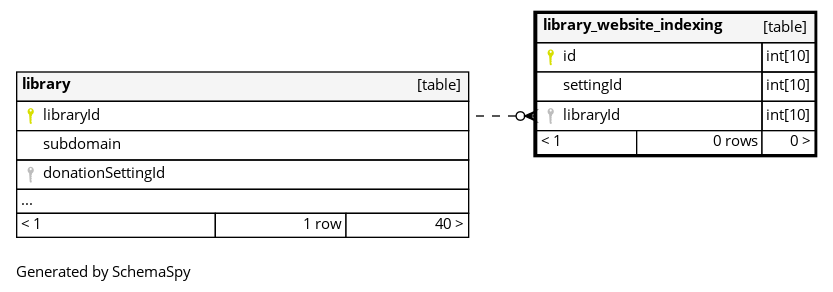 library_website_indexing [table]
id int[10]
settingId int[10]
libraryId int[10]
< 1 0 rows 0 >
library [table]
libraryId
subdomain
donationSettingId
...
< 1 1 row 40 >
Generated by SchemaSpy